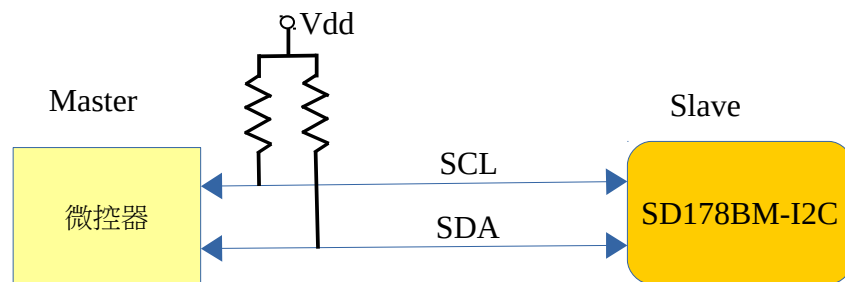 Vdd
Master
Slave
SCL
微控器
SD178BM-I2C
SDA